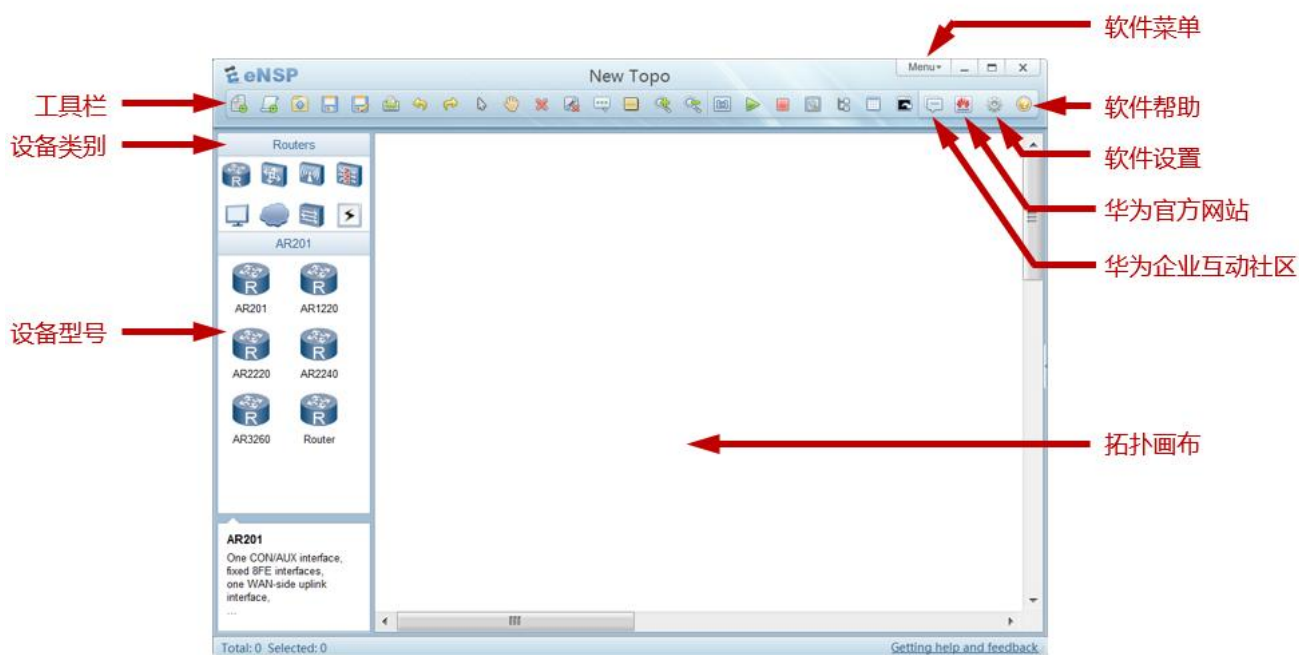 软件菜单
eNSP
New Topo
Menu
工具栏
软件帮助
设备类别
Routers
软件设置
华为官方网站
AR201
华为企业互动社区
AR201 AR1220
设备型号
AR2220 AR2240
AR3260 Router
拓扑画布
AR201
One CON/AUX interface,
fixed 8FE interfaces,
one WAN-side uplink
interface,
...
Total: 0 Selected: 0
Getting help and feedback